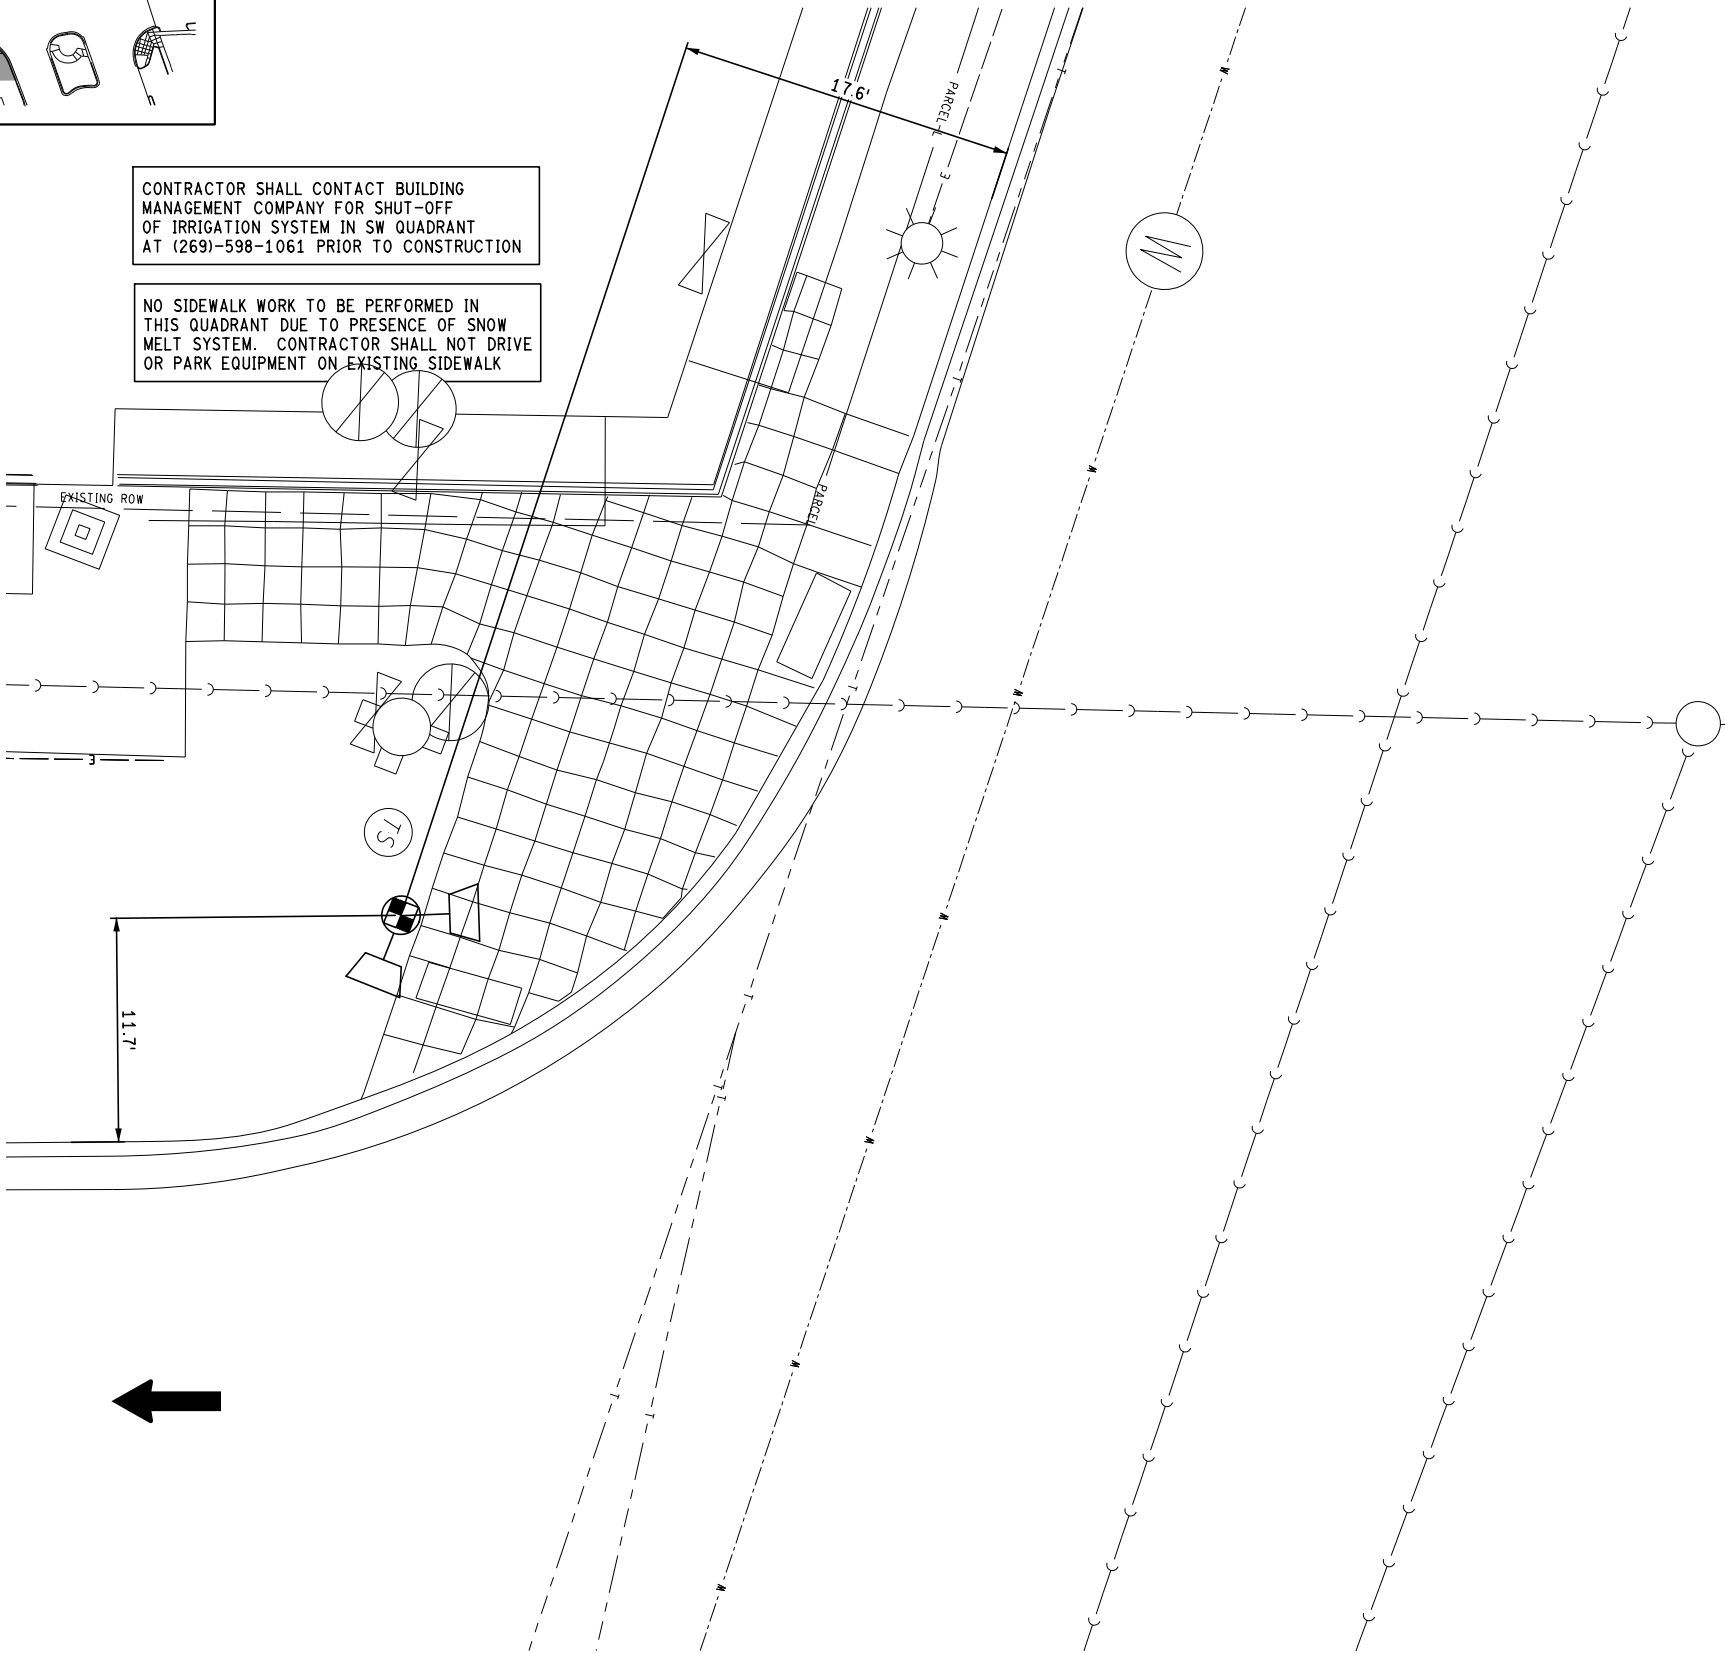 17.6'
PARCEL L
CONTRACTOR SHALL CONTACT BUILDING
MANAGEMENT COMPANY FOR SHUT-OFF
OF IRRIGATION SYSTEM IN SW QUADRANT
AT (269)-598-1061 PRIOR TO CONSTRUCTION
NO SIDEWALK WORK TO BE PERFORMED IN
THIS QUADRANT DUE TO PRESENCE OF SNOW
MELT SYSTEM. CONTRACTOR SHALL NOT DRIVE
OR PARK EQUIPMENT ON EXISTING SIDEWALK
EXISTING ROW
PARCEL
TS
11.7'
T
T
T
T
T
T
T
T
W
W
W
W
W
W
W
W
E
E